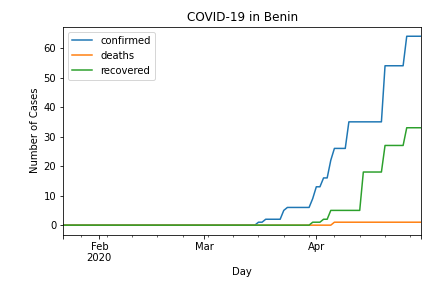 COVID-19 in Benin
confirmed
deaths
recovered
Number of Cases
60
50
40
30
20
10
0
Feb
2020
Mar
Apr
Day